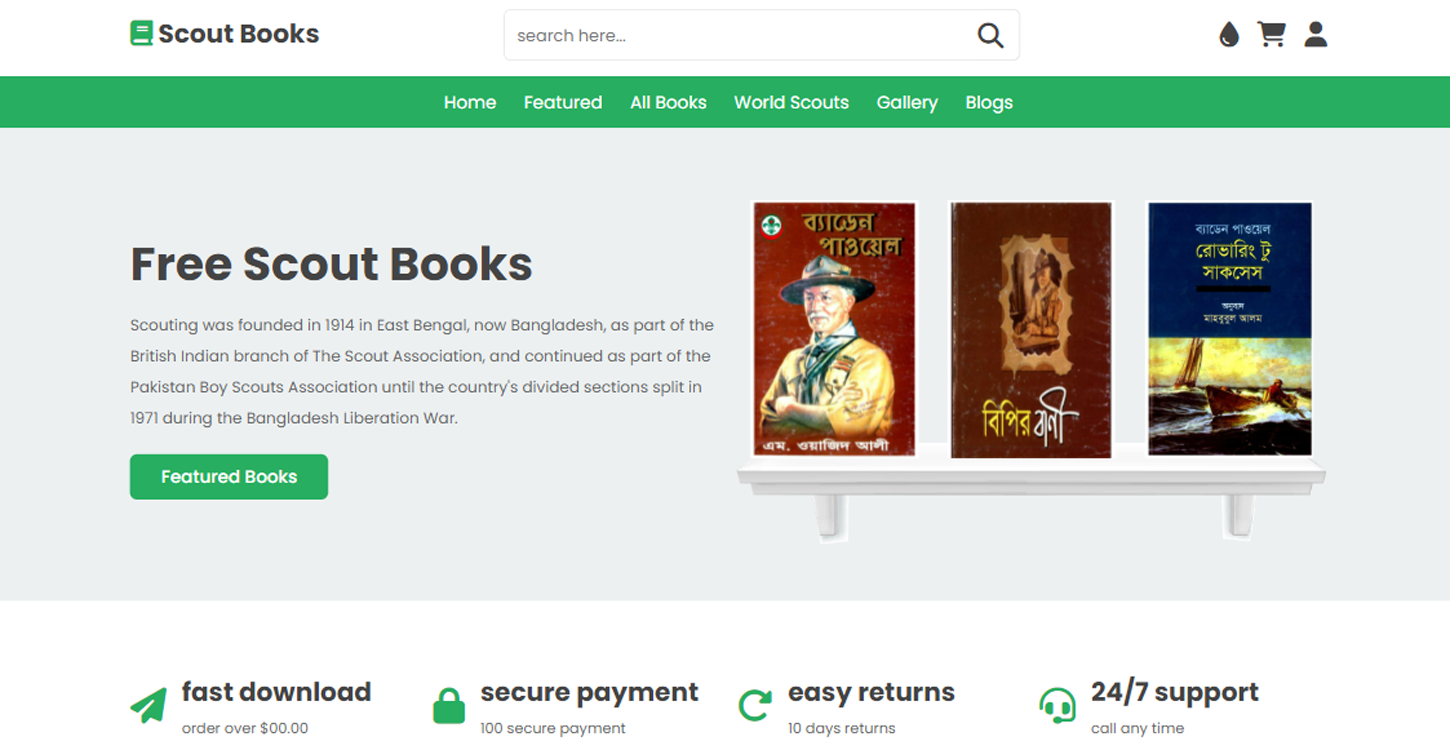 Scout Books
search here...
Home Featured All Books World Scouts Gallery Blogs
Free Scout Books
Scouting was founded in 1914 in East Bengal, now Bangladesh, as part of the
British Indian branch of The Scout Association, and continued as part of the
Pakistan Boy Scouts Association until the country's divided sections split in
1971 during the Bangladesh Liberation War.
Featured Books
ব্যাডেন
পাওয়েল
এম. ওয়াজিদ আলী
বিপির বাণী
ব্যাডেন পাওয়েল
রোভারিং টু
সাকসেস
অনুবাদ
মাহবুবুল আলম
fast download
order over $00.00
secure payment
100 secure payment
easy returns
10 days returns
24/7 support
call any time